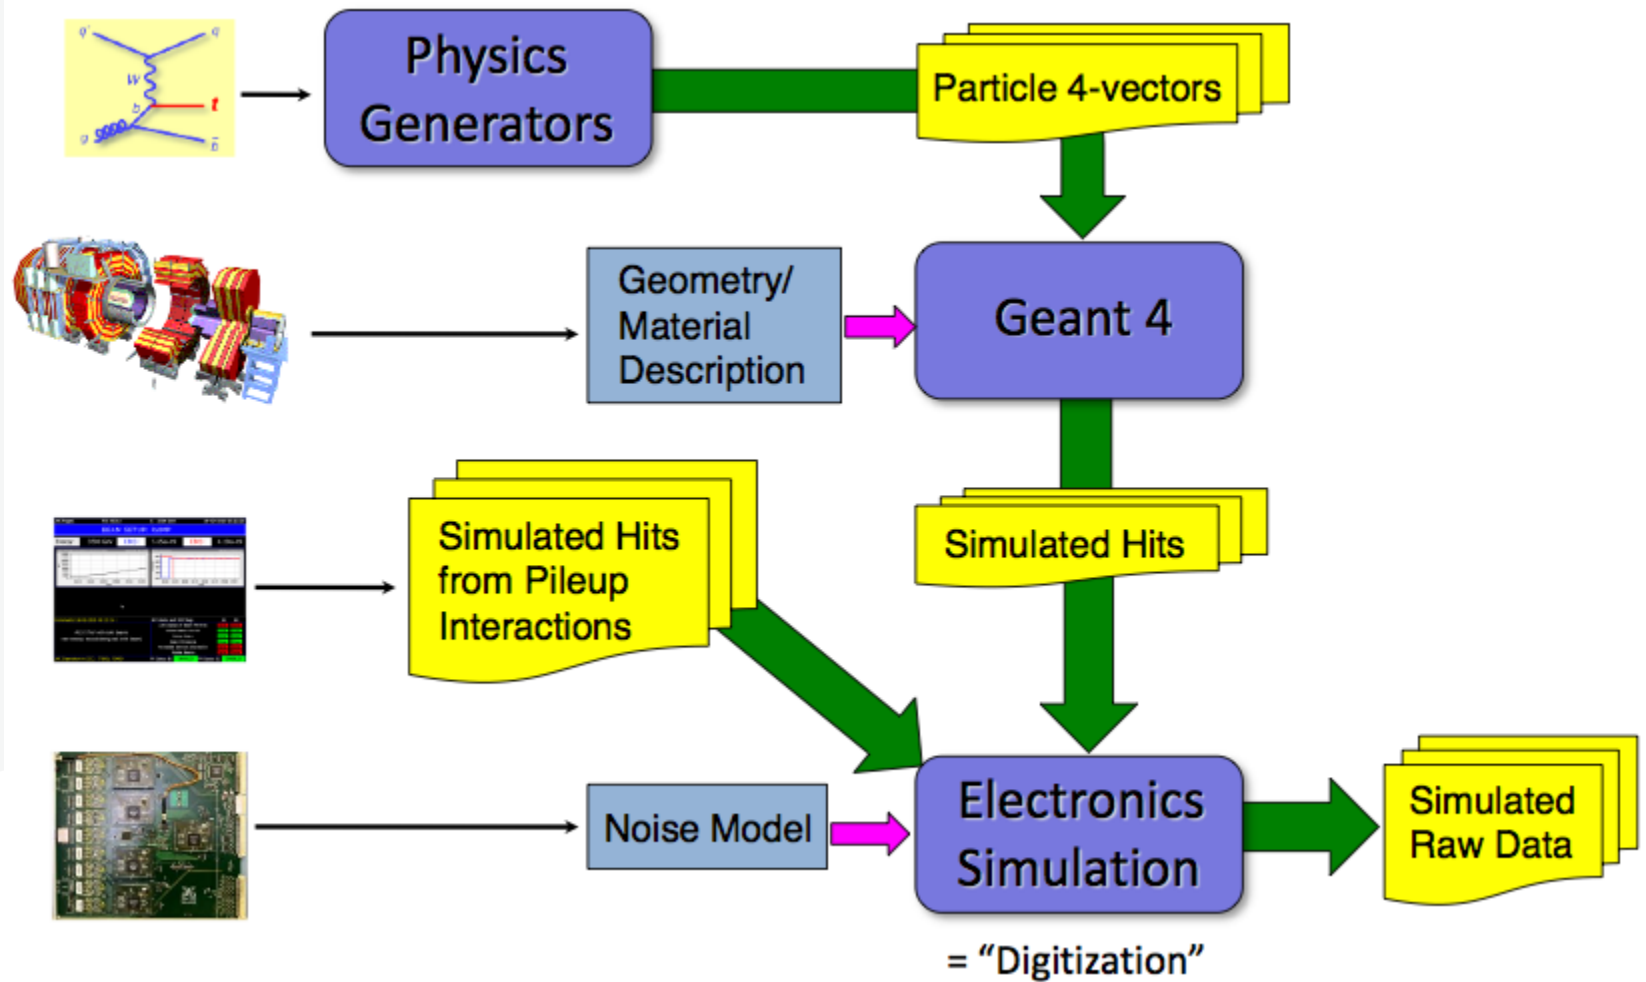 q'
q
W
b
t
g
b̄
Physics
Generators
Particle 4-vectors
Geometry/
Material
Description
Geant 4
Simulated Hits
from Pileup
Interactions
Simulated Hits
Noise Model
Electronics
Simulation
Simulated
Raw Data
= “Digitization”